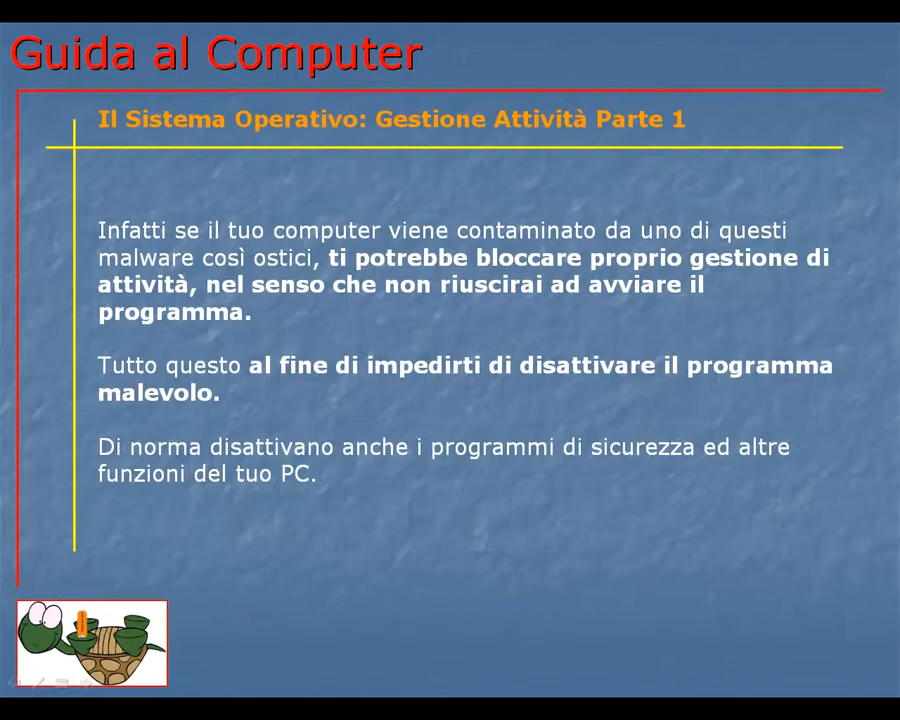 Guida al Computer
Il Sistema Operativo: Gestione Attività Parte 1
Infatti se il tuo computer viene contaminato da uno di questi
malware così ostici, ti potrebbe bloccare proprio gestione di
attività, nel senso che non riuscirai ad avviare il
programma.
Tutto questo al fine di impedirti di disattivare il programma
malevolo.
Di norma disattivano anche i programmi di sicurezza ed altre
funzioni del tuo PC.